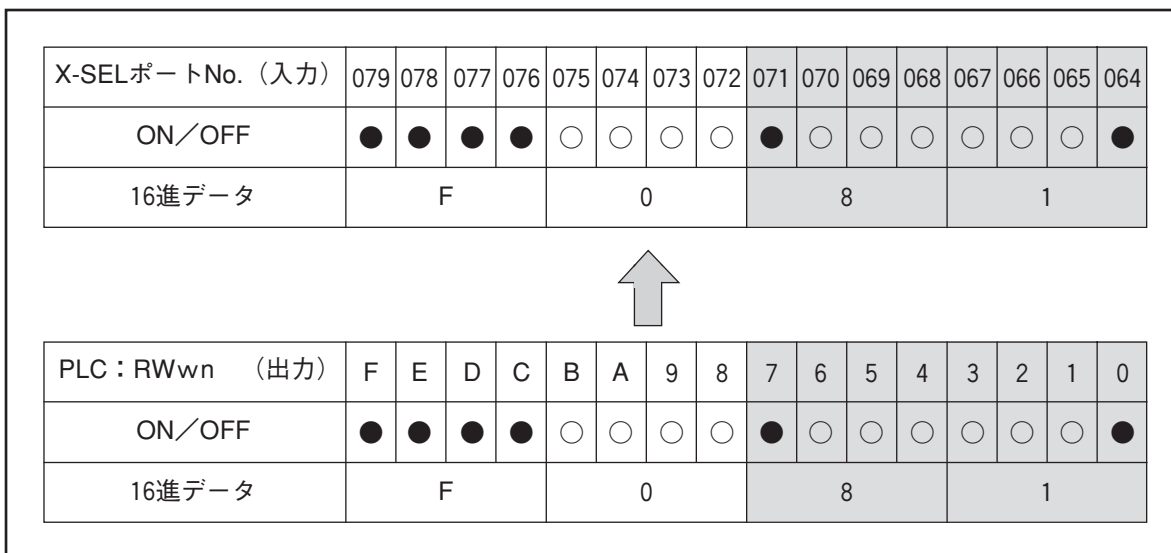 X-SELポートNo.（入力） 079 078 077 076 075 074 073 072 071 070 069 068 067 066 065 064
ON／OFF ● ● ● ● ○ ○ ○ ○ ● ○ ○ ○ ○ ○ ○ ●
16進データ F 0 8 1
PLC：RWwn （出力） F E D C B A 9 8 7 6 5 4 3 2 1 0
ON／OFF ● ● ● ● ○ ○ ○ ○ ● ○ ○ ○ ○ ○ ○ ●
16進データ F 0 8 1